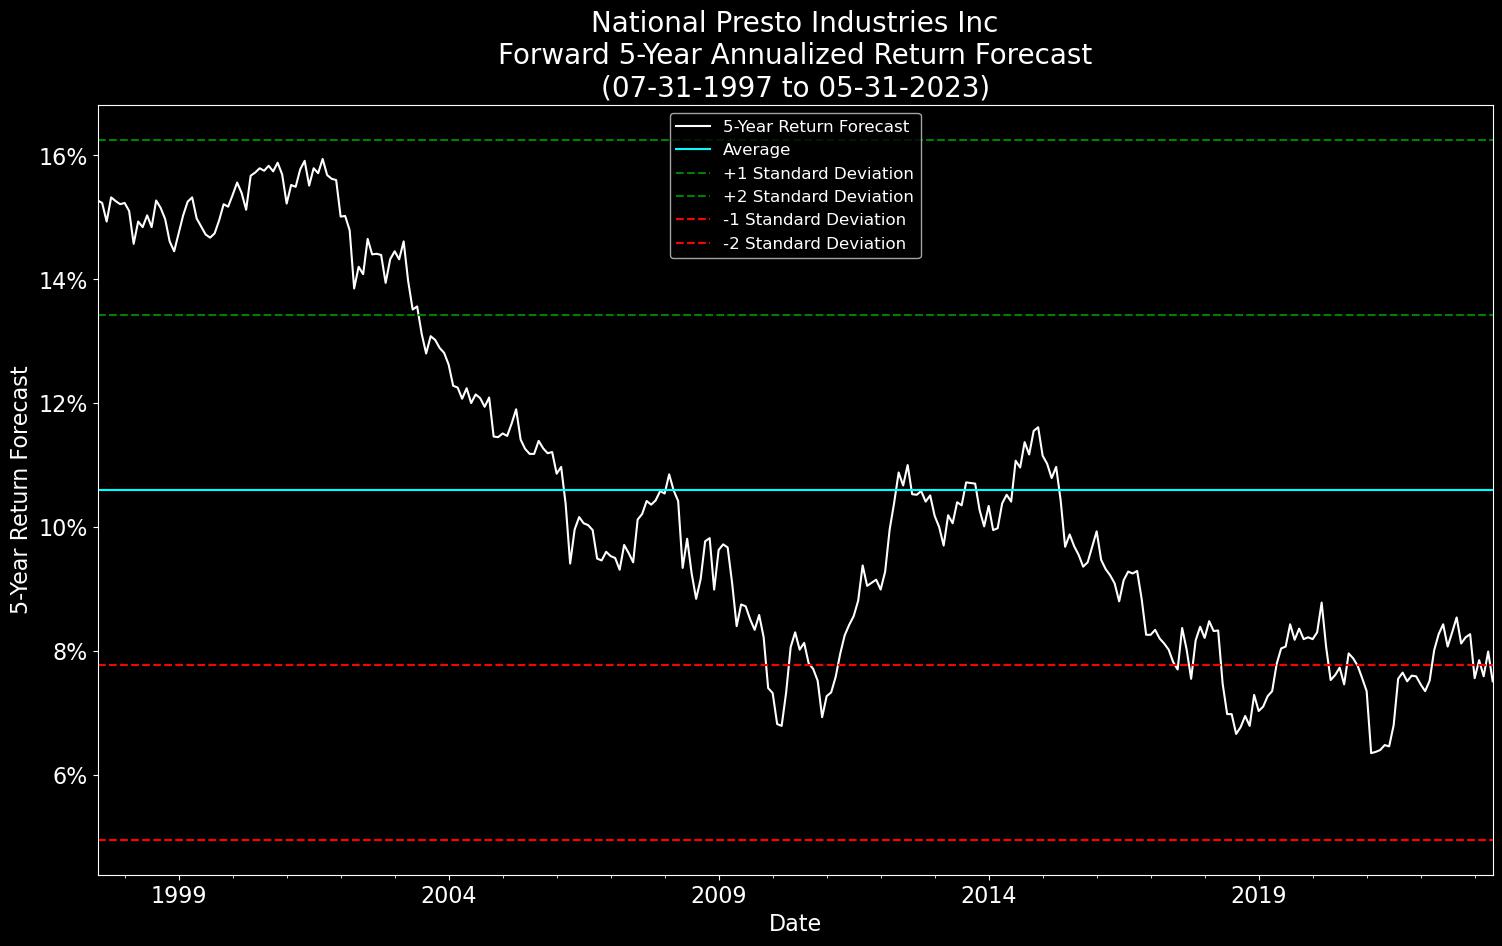 National Presto Industries Inc
Forward 5-Year Annualized Return Forecast
(07-31-1997 to 05-31-2023)
5-Year Return Forecast
Average
+1 Standard Deviation
+2 Standard Deviation
-1 Standard Deviation
-2 Standard Deviation
16%
14%
12%
10%
8%
6%
5-Year Return Forecast
1999
2004
2009
2014
2019
Date